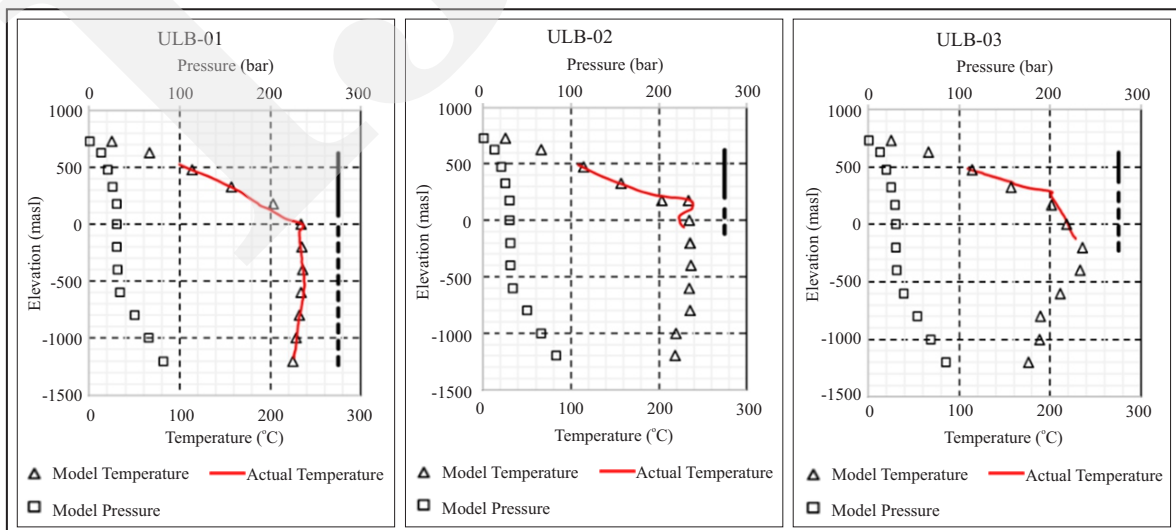 ULB-01
Pressure (bar)
0 100 200 300
1000
500
0
-500
-1000
-1500
Elevation (masl)
0 100 200 300
Temperature (°C)
Model Temperature Actual Temperature
Model Pressure
ULB-02
Pressure (bar)
0 100 200 300
1000
500
0
-500
-1000
-1500
Elevation (masl)
0 100 200 300
Temperature (°C)
Model Temperature Actual Temperature
Model Pressure
ULB-03
Pressure (bar)
0 100 200 300
1000
500
0
-500
-1000
-1500
Elevation (masl)
0 100 200 300
Temperature (°C)
Model Temperature Actual Temperature
Model Pressure